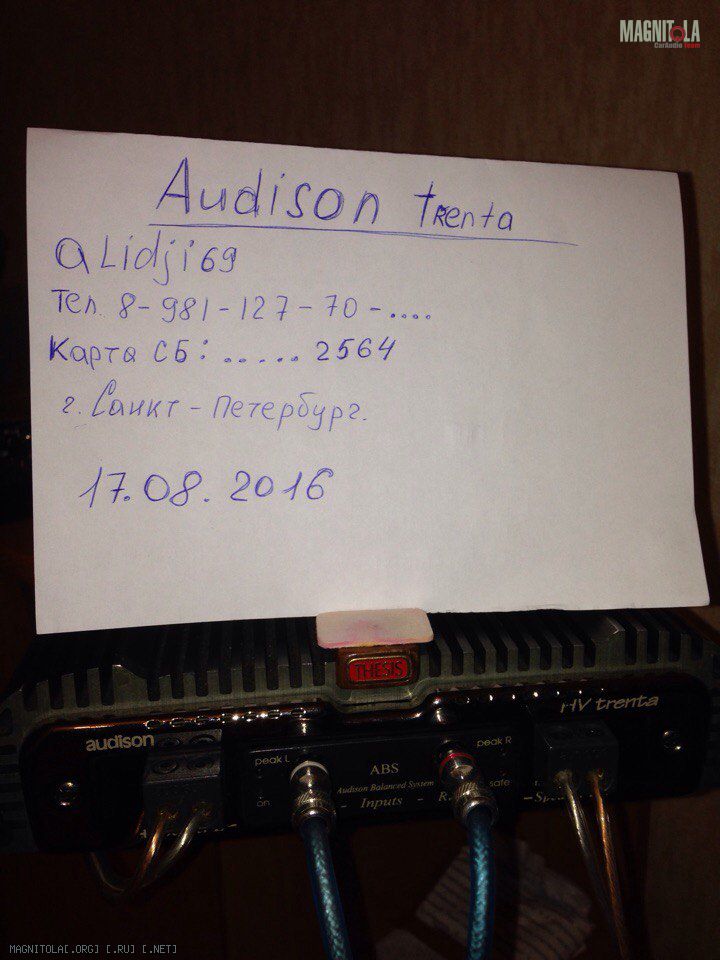 MAGNITOLA
CarAudio Team
Audison trenta
alidji69
Тел. 8-981-127-70-....
Карта СБ: ..... 2564
г. Санкт-Петербург.
17.08.2016
THESIS
HV trenta
audison
peak L
peak R
ABS
Audison Balanced System
safe
on
- Inputs -
MAGNITOLA[.ORG] [.RU] [.NET]